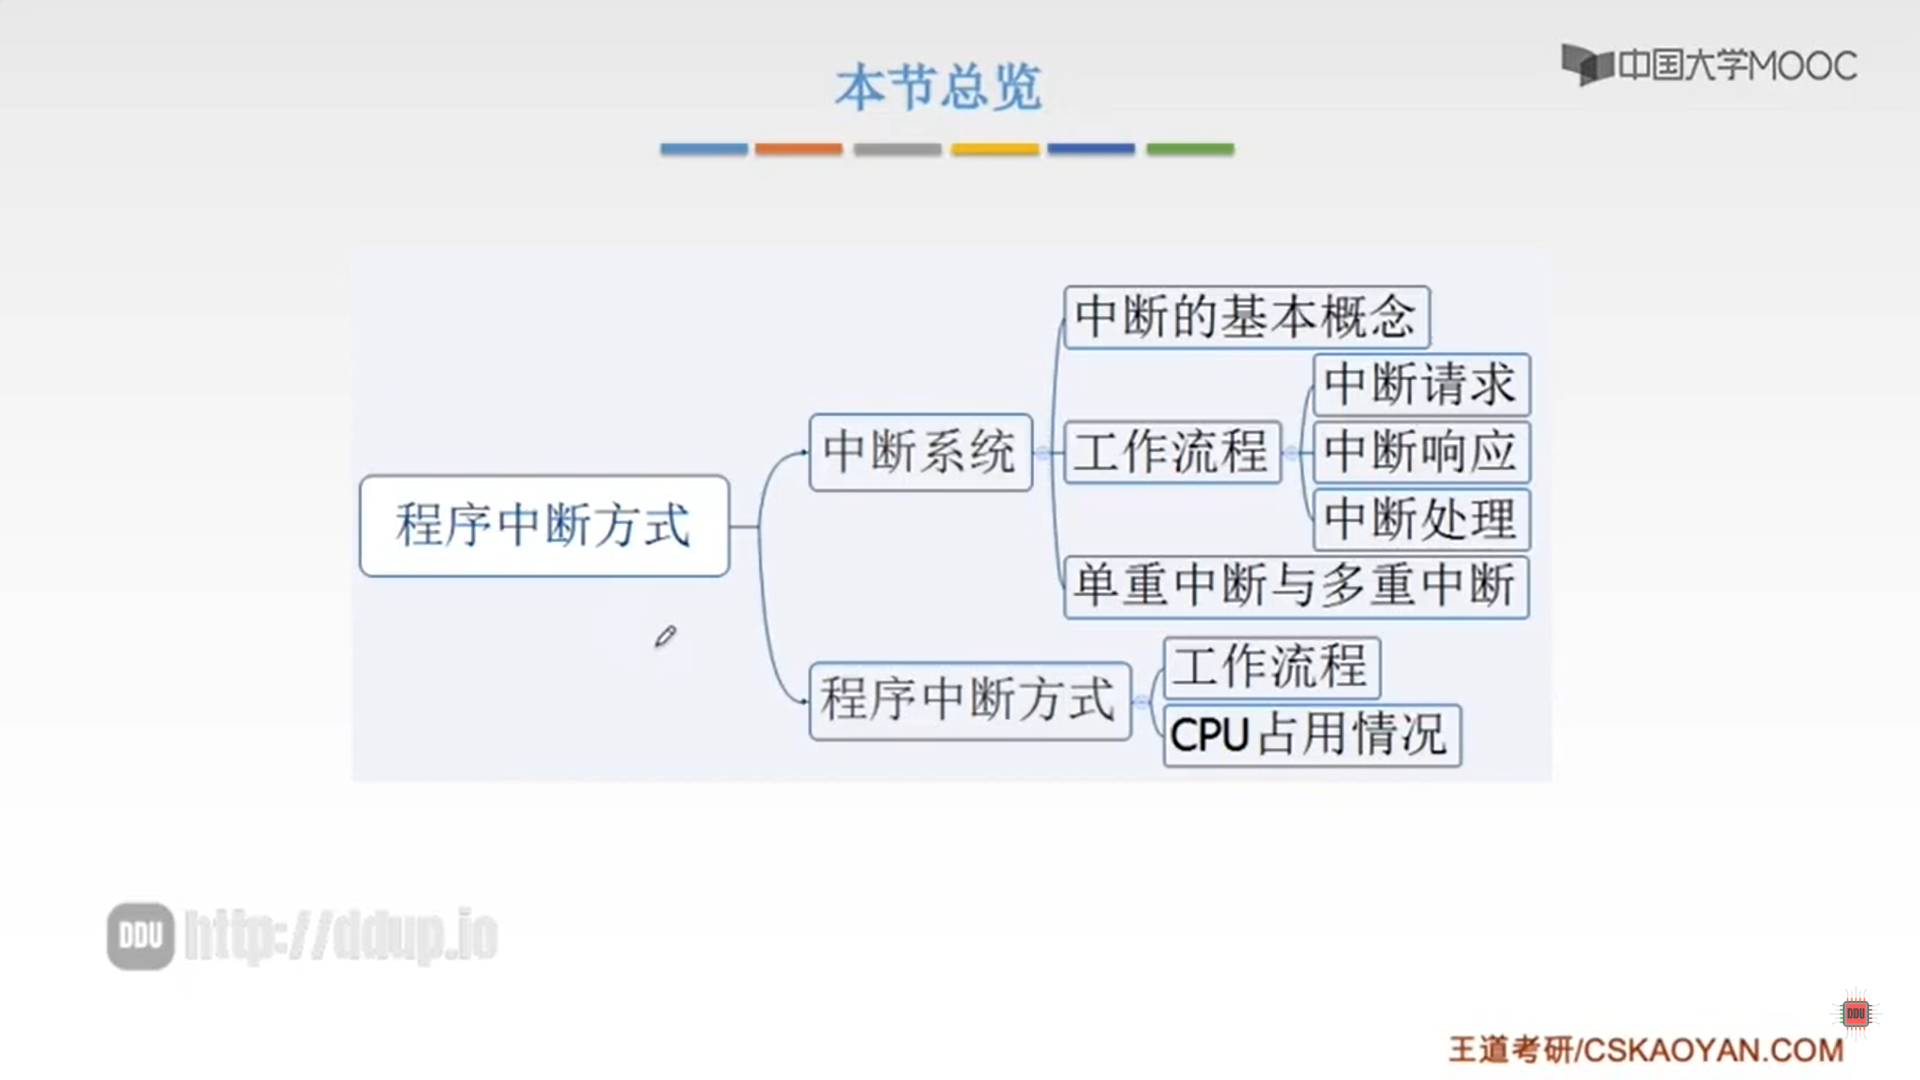 本节总览
中国大学MOOC
中断的基本概念
中断请求
中断系统
工作流程
中断响应
程序中断方式
中断处理
单重中断与多重中断
工作流程
程序中断方式
CPU占用情况
DDU http://ddup.io
DDU
王道考研/CSKAOYAN.COM